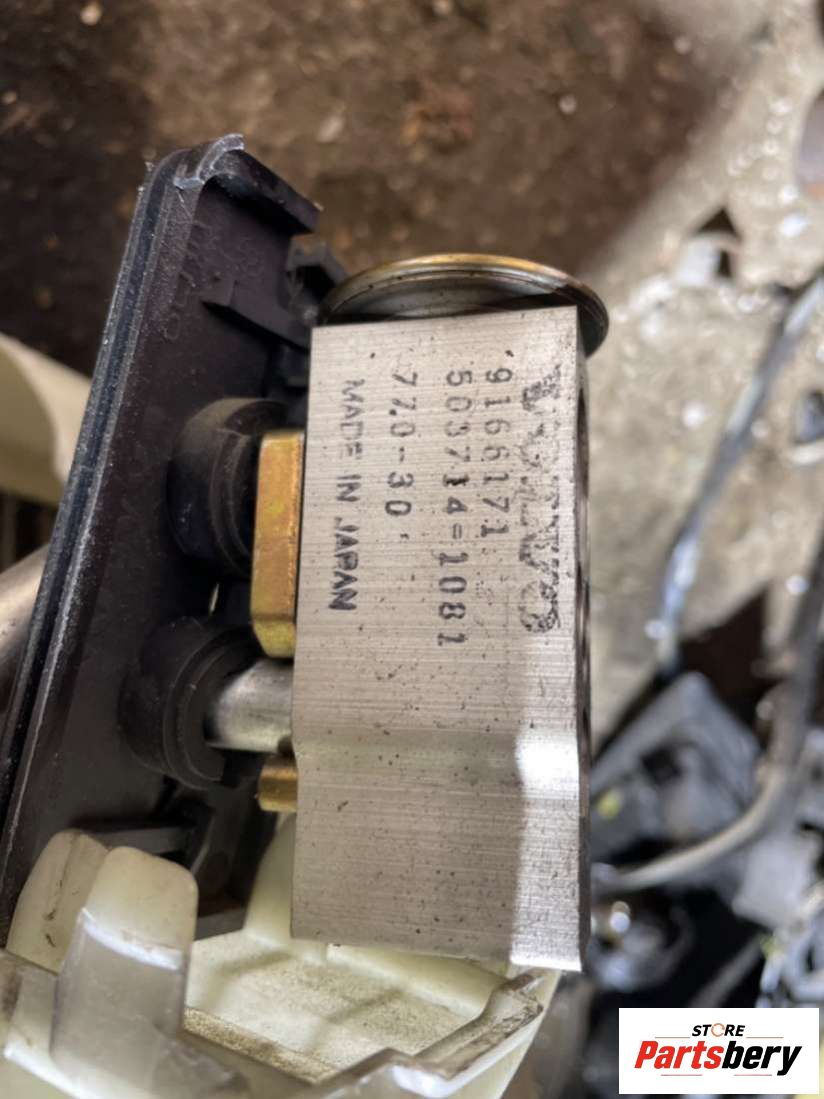 VOLVO
9166171
503714=1081
77.0-30
MADE IN JAPAN
STORE
Partsbery